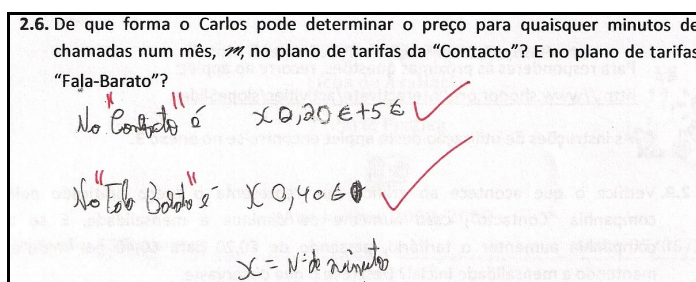 2.6. De que forma o Carlos pode determinar o preço para quaisquer minutos de
chamadas num mês, m, no plano de tarifas da “Contacto”? E no plano de tarifas
“Fala-Barato”?
No "Contacto" é x 0,20 € + 5 €
No "Fala Barato" é x 0,40 €
x = Nº de minutos